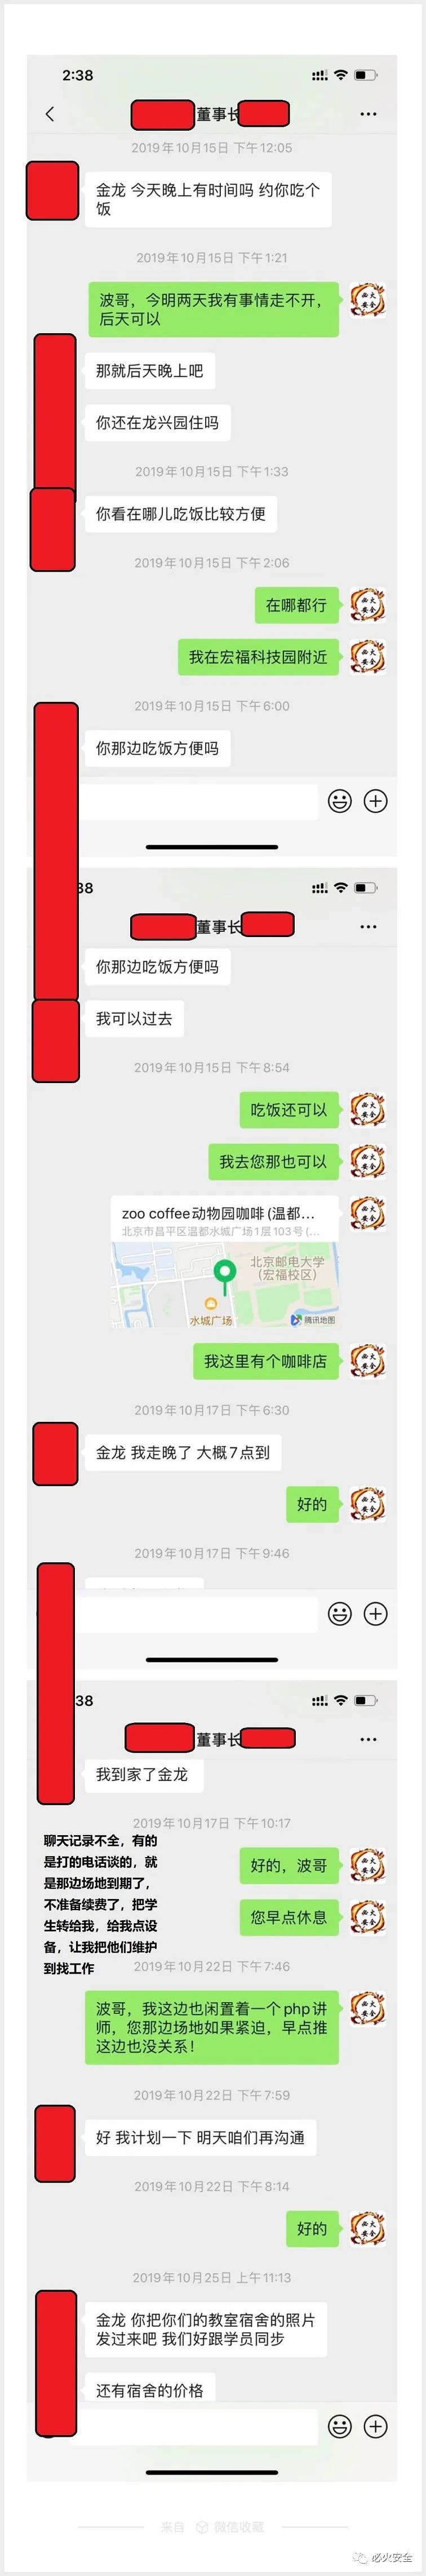 2:38
董事长
2019年10月15日 下午12:05
金龙 今天晚上有时间吗 约你吃个
饭
2019年10月15日 下午1:21
波哥，今明两天我有事情走不开，
后天可以
那就后天晚上吧
你还在龙兴园住吗
2019年10月15日 下午1:33
你看在哪儿吃饭比较方便
2019年10月15日 下午2:06
在哪都行
我在宏福科技园附近
2019年10月15日 下午6:00
你那边吃饭方便吗
38
董事长
你那边吃饭方便吗
我可以过去
2019年10月15日 下午8:54
吃饭还可以
我去您那也可以
zoo coffee动物园咖啡(温都...
北京市昌平区温都水城广场1层103号(...
北京邮电大学
(宏福校区)
水城广场
腾讯地图
我这里有个咖啡店
2019年10月17日 下午6:30
金龙 我走晚了 大概7点到
好的
2019年10月17日 下午9:46
38
董事长
我到家了金龙
2019年10月17日 下午10:17
聊天记录不全，有的
是打的电话谈的，就
是那边场地到期了，
不准备续费了，把学
生转给我，给我点设
备，让我把他们维护
到找工作
好的，波哥
您早点休息
2019年10月22日 下午7:46
波哥，我这边也闲置着一个php讲
师，您那边场地如果紧迫，早点推
这边也没关系！
2019年10月22日 下午7:59
好 我计划一下 明天咱们再沟通
2019年10月22日 下午8:14
好的
2019年10月25日 上午11:13
金龙 你把你们的教室宿舍的照片
发过来吧 我们好跟学员同步
还有宿舍的价格
来自 微信收藏
必火安全